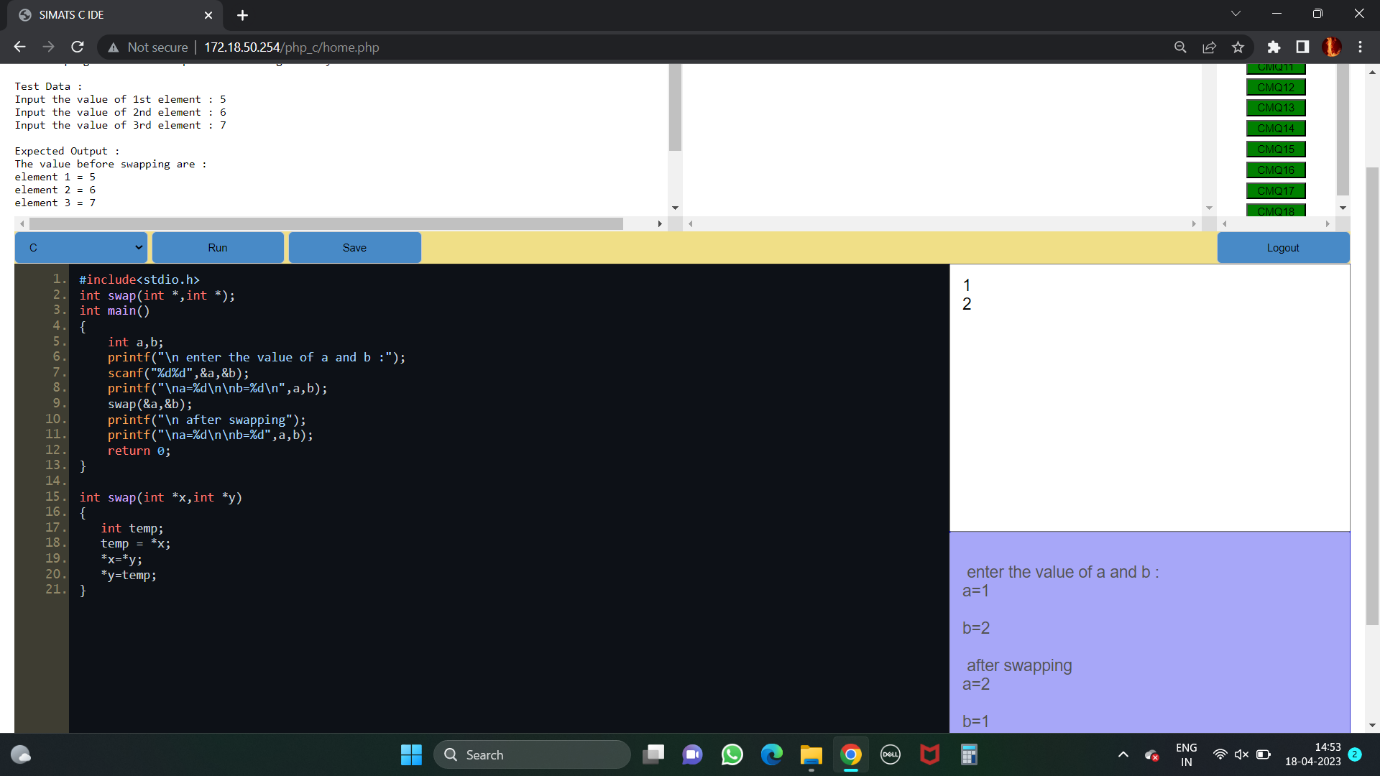 SIMATS C IDE
Not secure | 172.18.50.254/php_c/home.php
Test Data :
Input the value of 1st element : 5
Input the value of 2nd element : 6
Input the value of 3rd element : 7
Expected Output :
The value before swapping are :
element 1 = 5
element 2 = 6
element 3 = 7
CMQ11
CMQ12
CMQ13
CMQ14
CMQ15
CMQ16
CMQ17
CMQ18
C Run Save Logout
1. #include<stdio.h>
2. int swap(int *,int *);
3. int main()
4. {
5. int a,b;
6. printf("\n enter the value of a and b :");
7. scanf("%d%d",&a,&b);
8. printf("\na=%d\n\nb=%d\n",a,b);
9. swap(&a,&b);
10. printf("\n after swapping");
11. printf("\na=%d\n\nb=%d",a,b);
12. return 0;
13. }
14.
15. int swap(int *x,int *y)
16. {
17. int temp;
18. temp = *x;
19. *x=*y;
20. *y=temp;
21. }
1
2
enter the value of a and b :
a=1
b=2
after swapping
a=2
b=1
Search
DELL
ENG
IN
14:53
18-04-2023
2